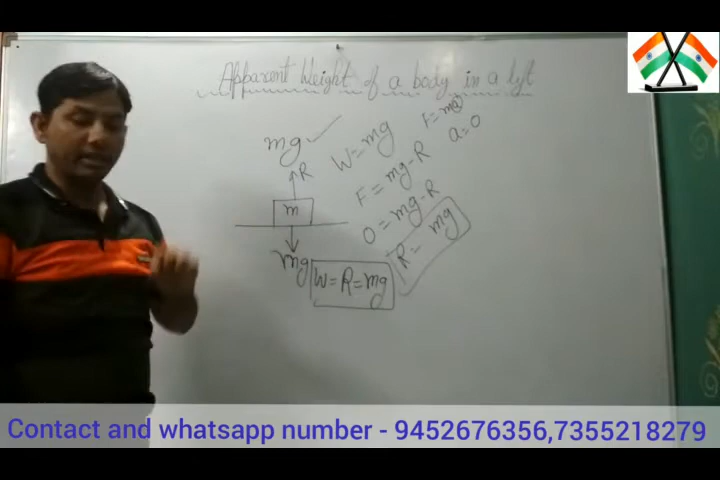 Apparent Weight of a body in a lift
mg ✓
R
m
mg
W = mg
F = ma
a = 0
F = mg - R
0 = mg - R
R = mg
W = R = mg
Contact and whatsapp number - 9452676356,7355218279